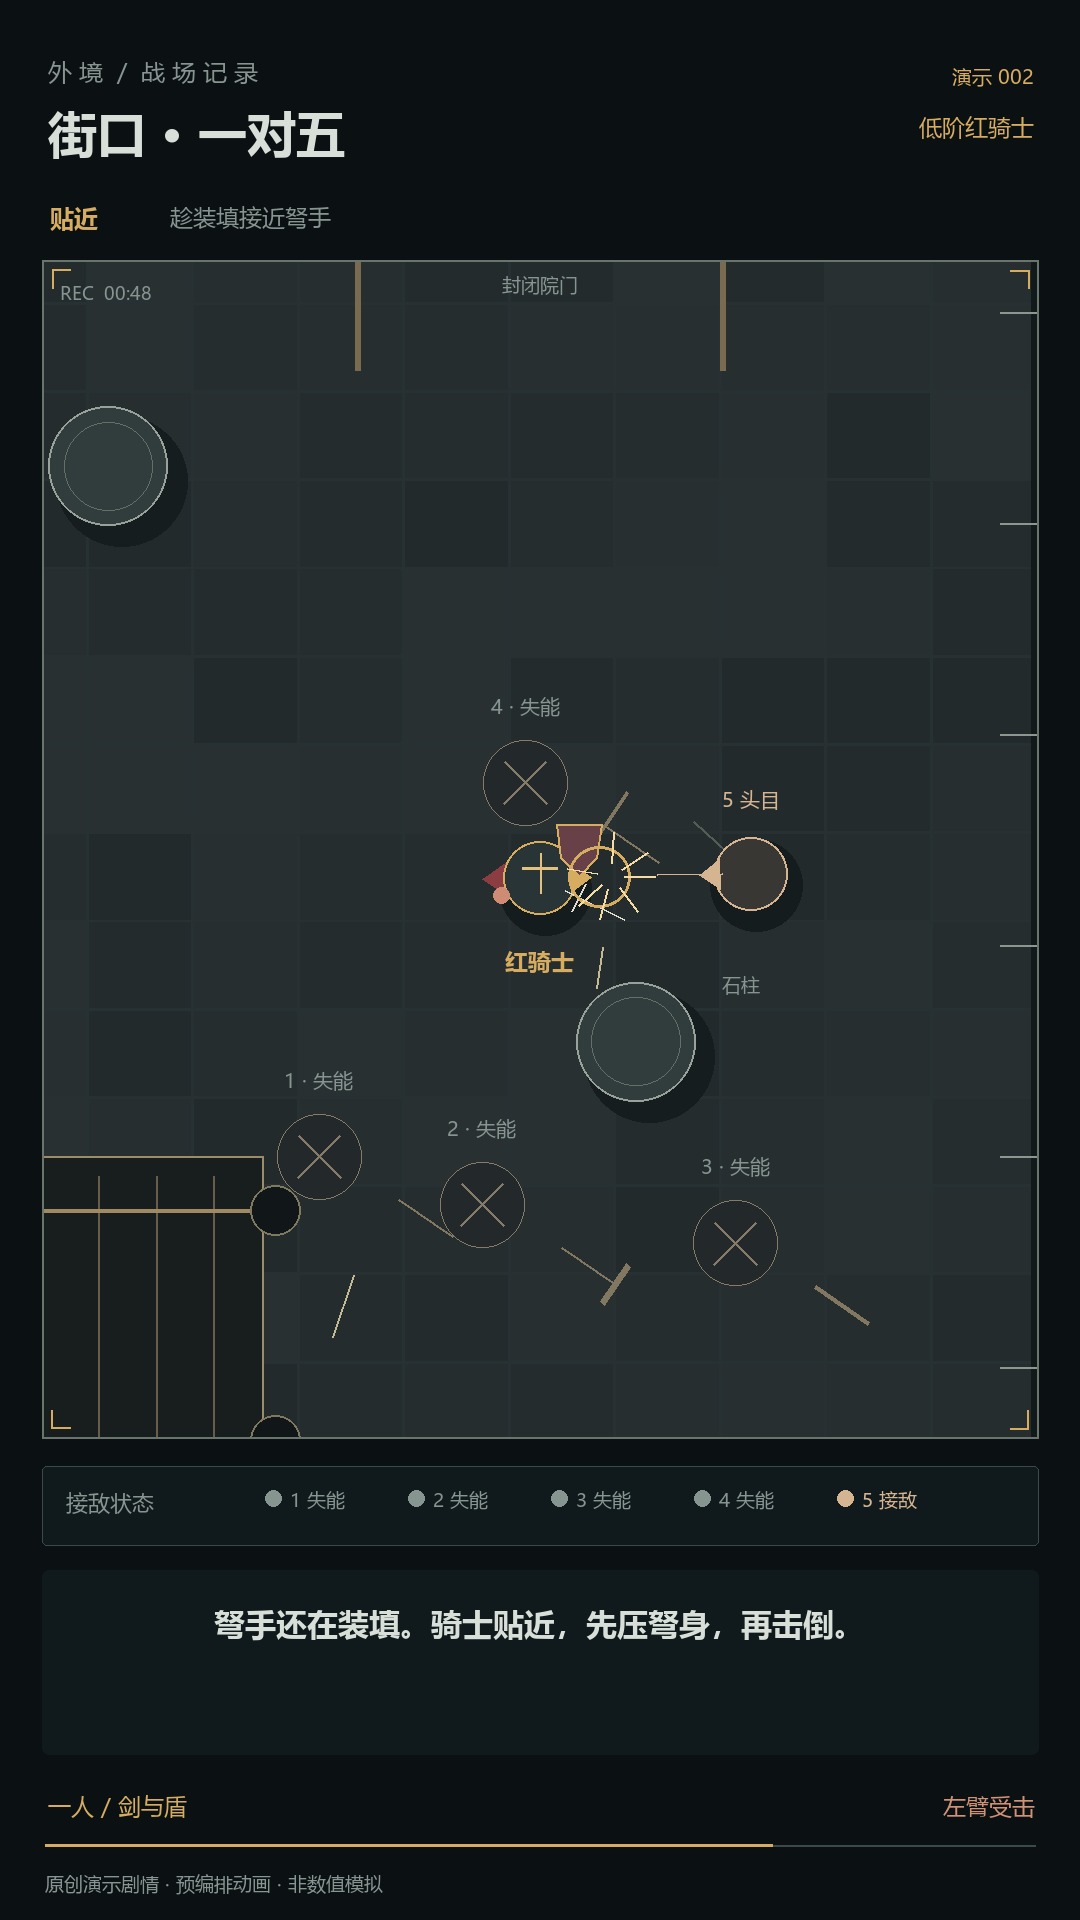 外境 / 战场记录
演示 002
街口·一对五
低阶红骑士
贴近 趁装填接近弩手
REC 00:48
封闭院门
4 · 失能
5 头目
红骑士
石柱
1 · 失能
2 · 失能
3 · 失能
接敌状态 1 失能 2 失能 3 失能 4 失能 5 接敌
弩手还在装填。骑士贴近，先压弩身，再击倒。
一人 / 剑与盾
左臂受击
原创演示剧情 · 预编排动画 · 非数值模拟